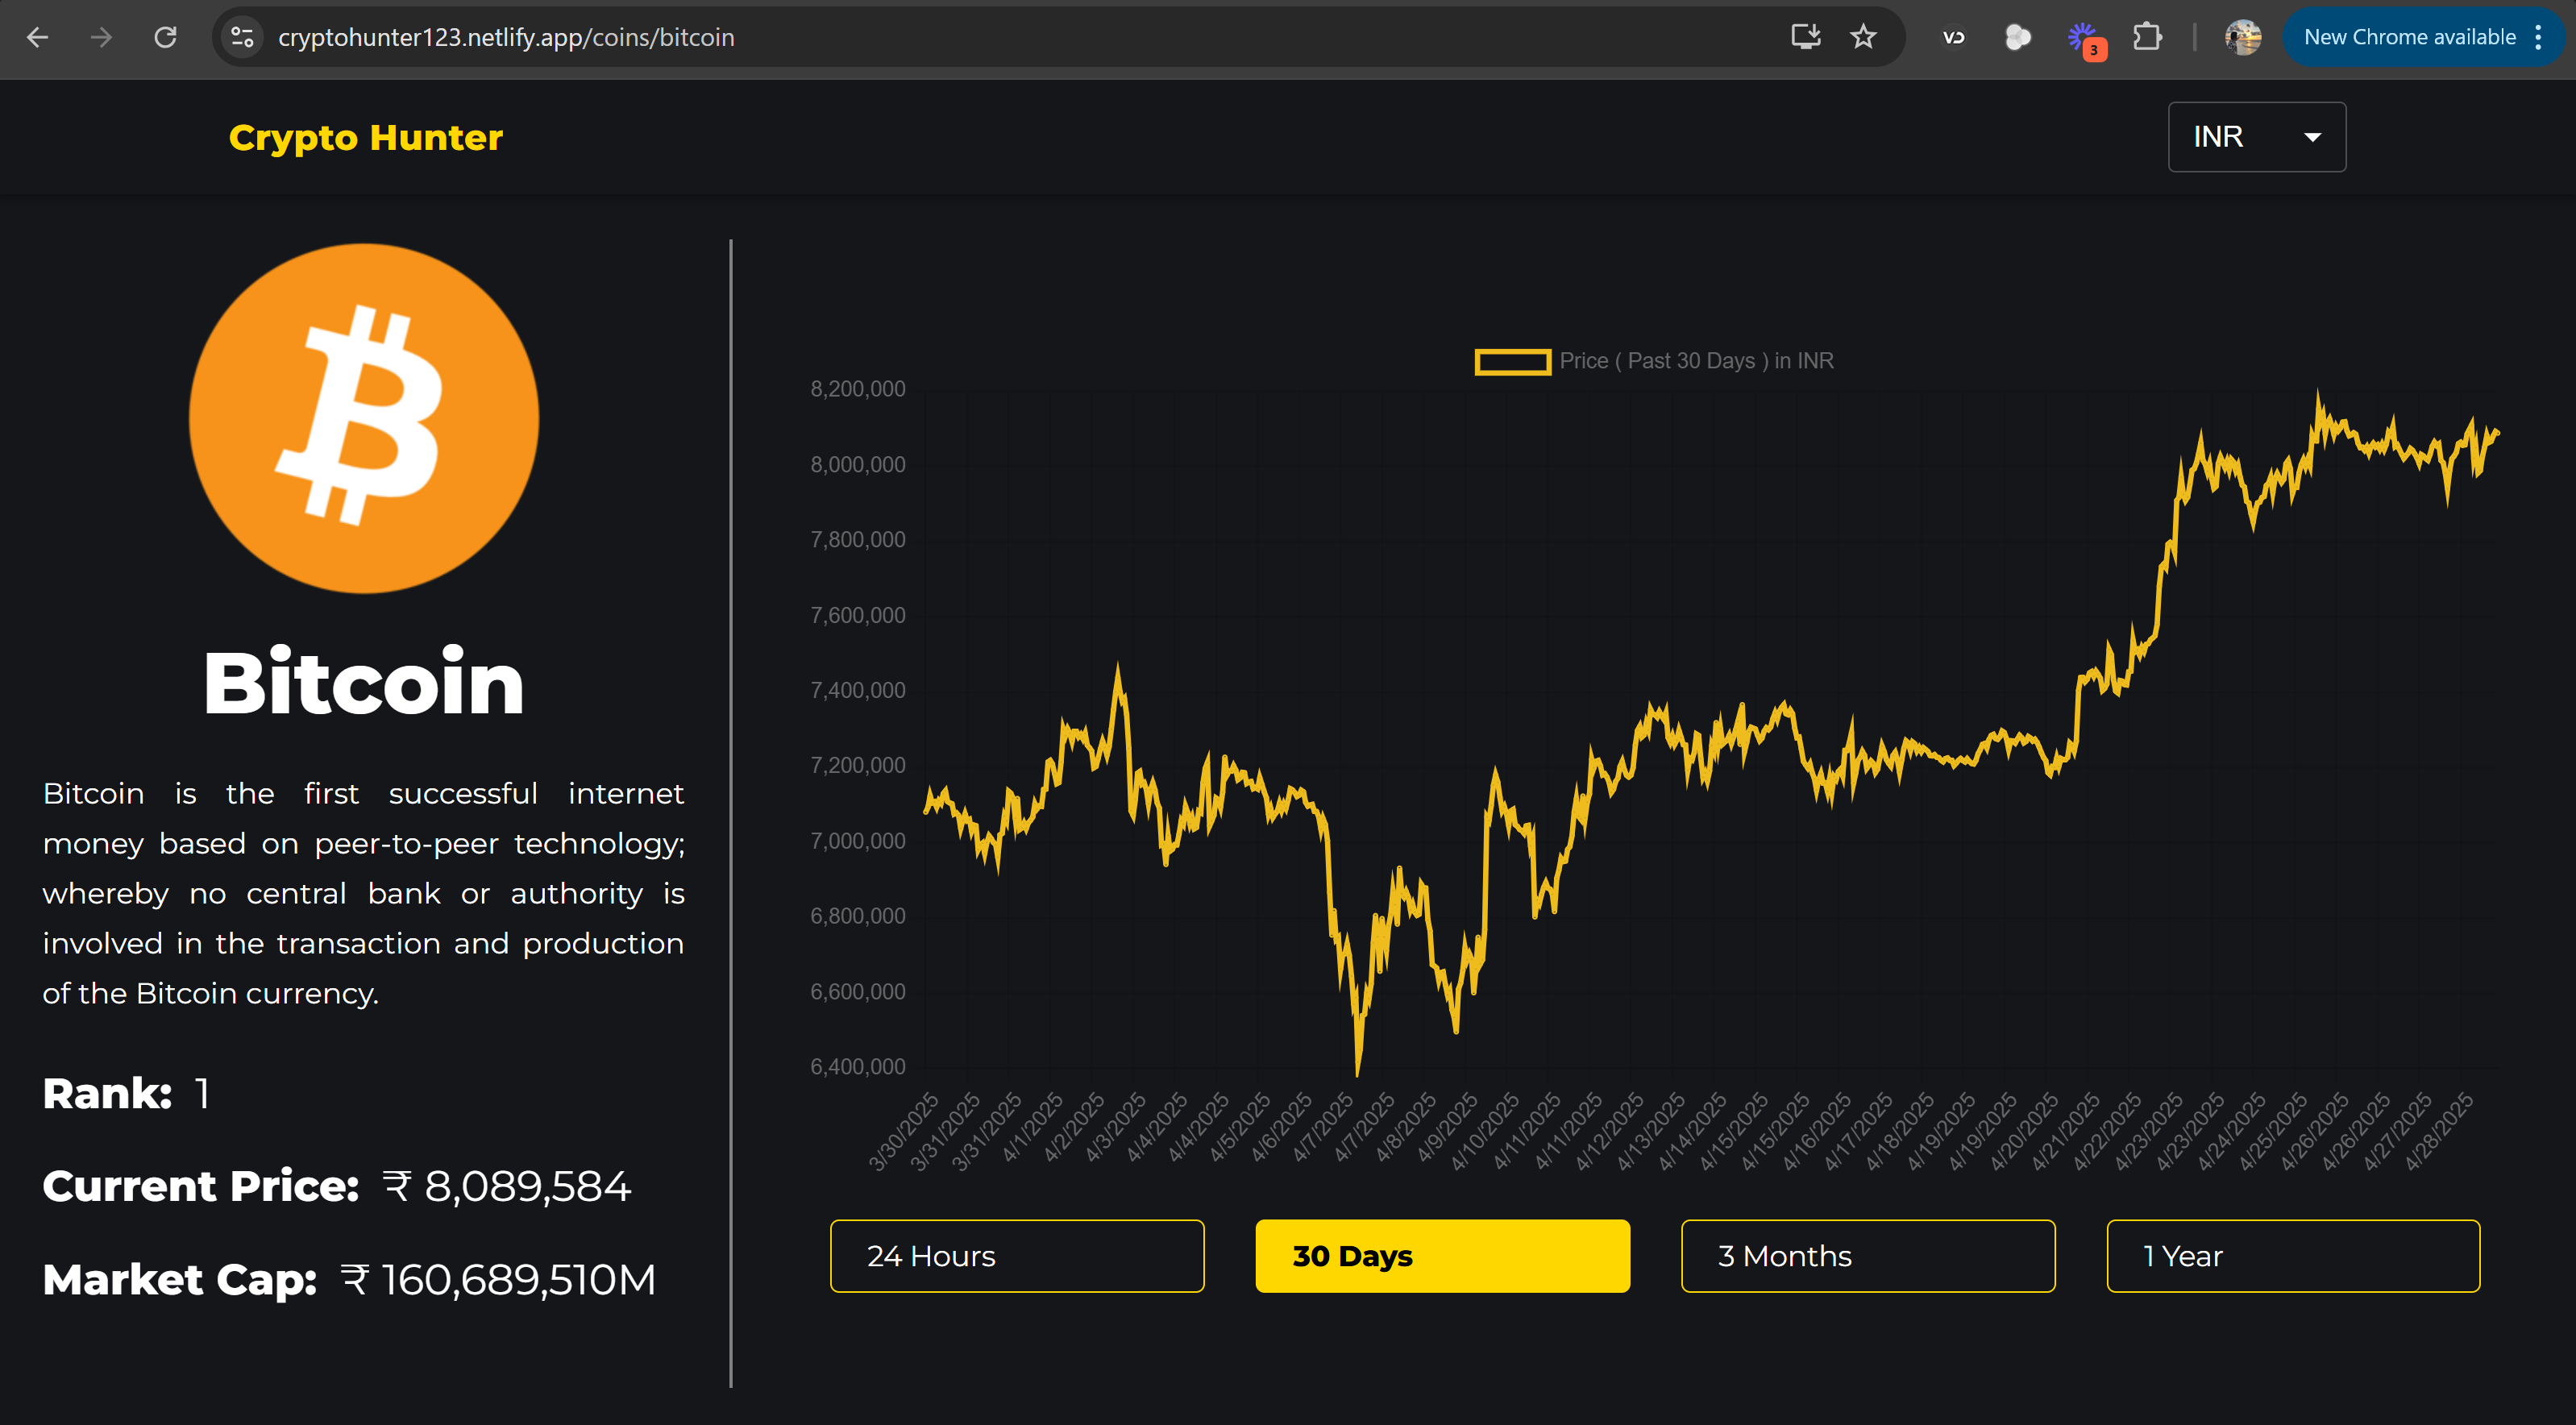 cryptohunter123.netlify.app/coins/bitcoin
3
New Chrome available
Crypto Hunter
INR
Bitcoin
Bitcoin is the first successful internet
money based on peer-to-peer technology;
whereby no central bank or authority is
involved in the transaction and production
of the Bitcoin currency.
Rank: 1
Current Price: ₹ 8,089,584
Market Cap: ₹ 160,689,510M
Price ( Past 30 Days ) in INR
8,200,000
8,000,000
7,800,000
7,600,000
7,400,000
7,200,000
7,000,000
6,800,000
6,600,000
6,400,000
3/30/2025
3/31/2025
3/31/2025
4/1/2025
4/2/2025
4/3/2025
4/4/2025
4/4/2025
4/5/2025
4/6/2025
4/7/2025
4/7/2025
4/8/2025
4/9/2025
4/10/2025
4/11/2025
4/11/2025
4/12/2025
4/13/2025
4/14/2025
4/15/2025
4/15/2025
4/16/2025
4/17/2025
4/18/2025
4/19/2025
4/19/2025
4/20/2025
4/21/2025
4/22/2025
4/23/2025
4/23/2025
4/24/2025
4/25/2025
4/26/2025
4/26/2025
4/27/2025
4/28/2025
24 Hours
30 Days
3 Months
1 Year